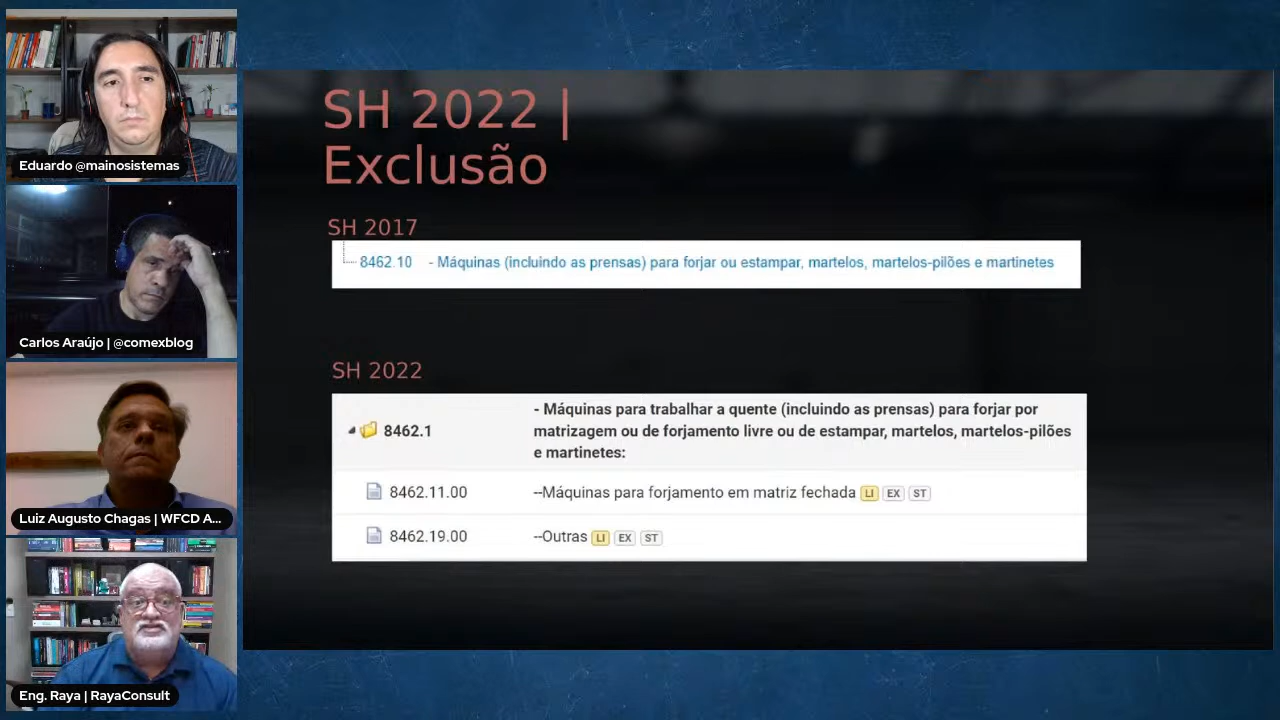 Eduardo @mainosistemas
Carlos Araújo | @comexblog
Luiz Augusto Chagas | WFCD A...
Eng. Raya | RayaConsult
SH 2022 |
Exclusão
SH 2017
8462.10 - Máquinas (incluindo as prensas) para forjar ou estampar, martelos, martelos-pilões e martinetes
SH 2022
8462.1
- Máquinas para trabalhar a quente (incluindo as prensas) para forjar por
matrizagem ou de forjamento livre ou de estampar, martelos, martelos-pilões
e martinetes:
8462.11.00 --Máquinas para forjamento em matriz fechada LI EX ST
8462.19.00 --Outras LI EX ST